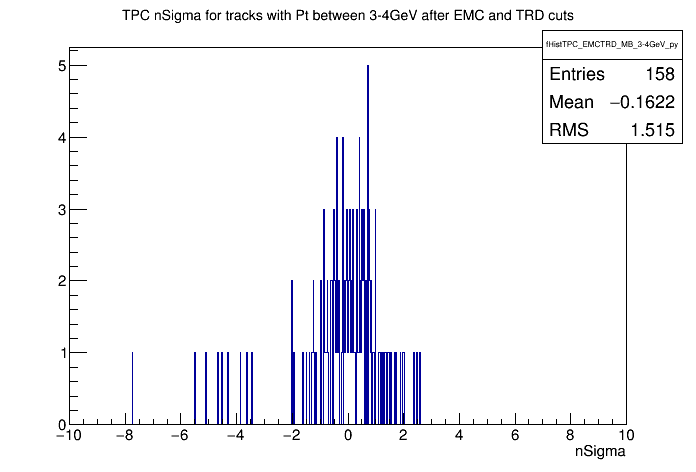 TPC nSigma for tracks with Pt between 3-4GeV after EMC and TRD cuts
fHistTPC_EMCTRD_MB_3-4GeV_py
Entries 158
Mean −0.1622
RMS 1.515
5
4
3
2
1
0
−10 −8 −6 −4 −2 0 2 4 6 8 10
nSigma